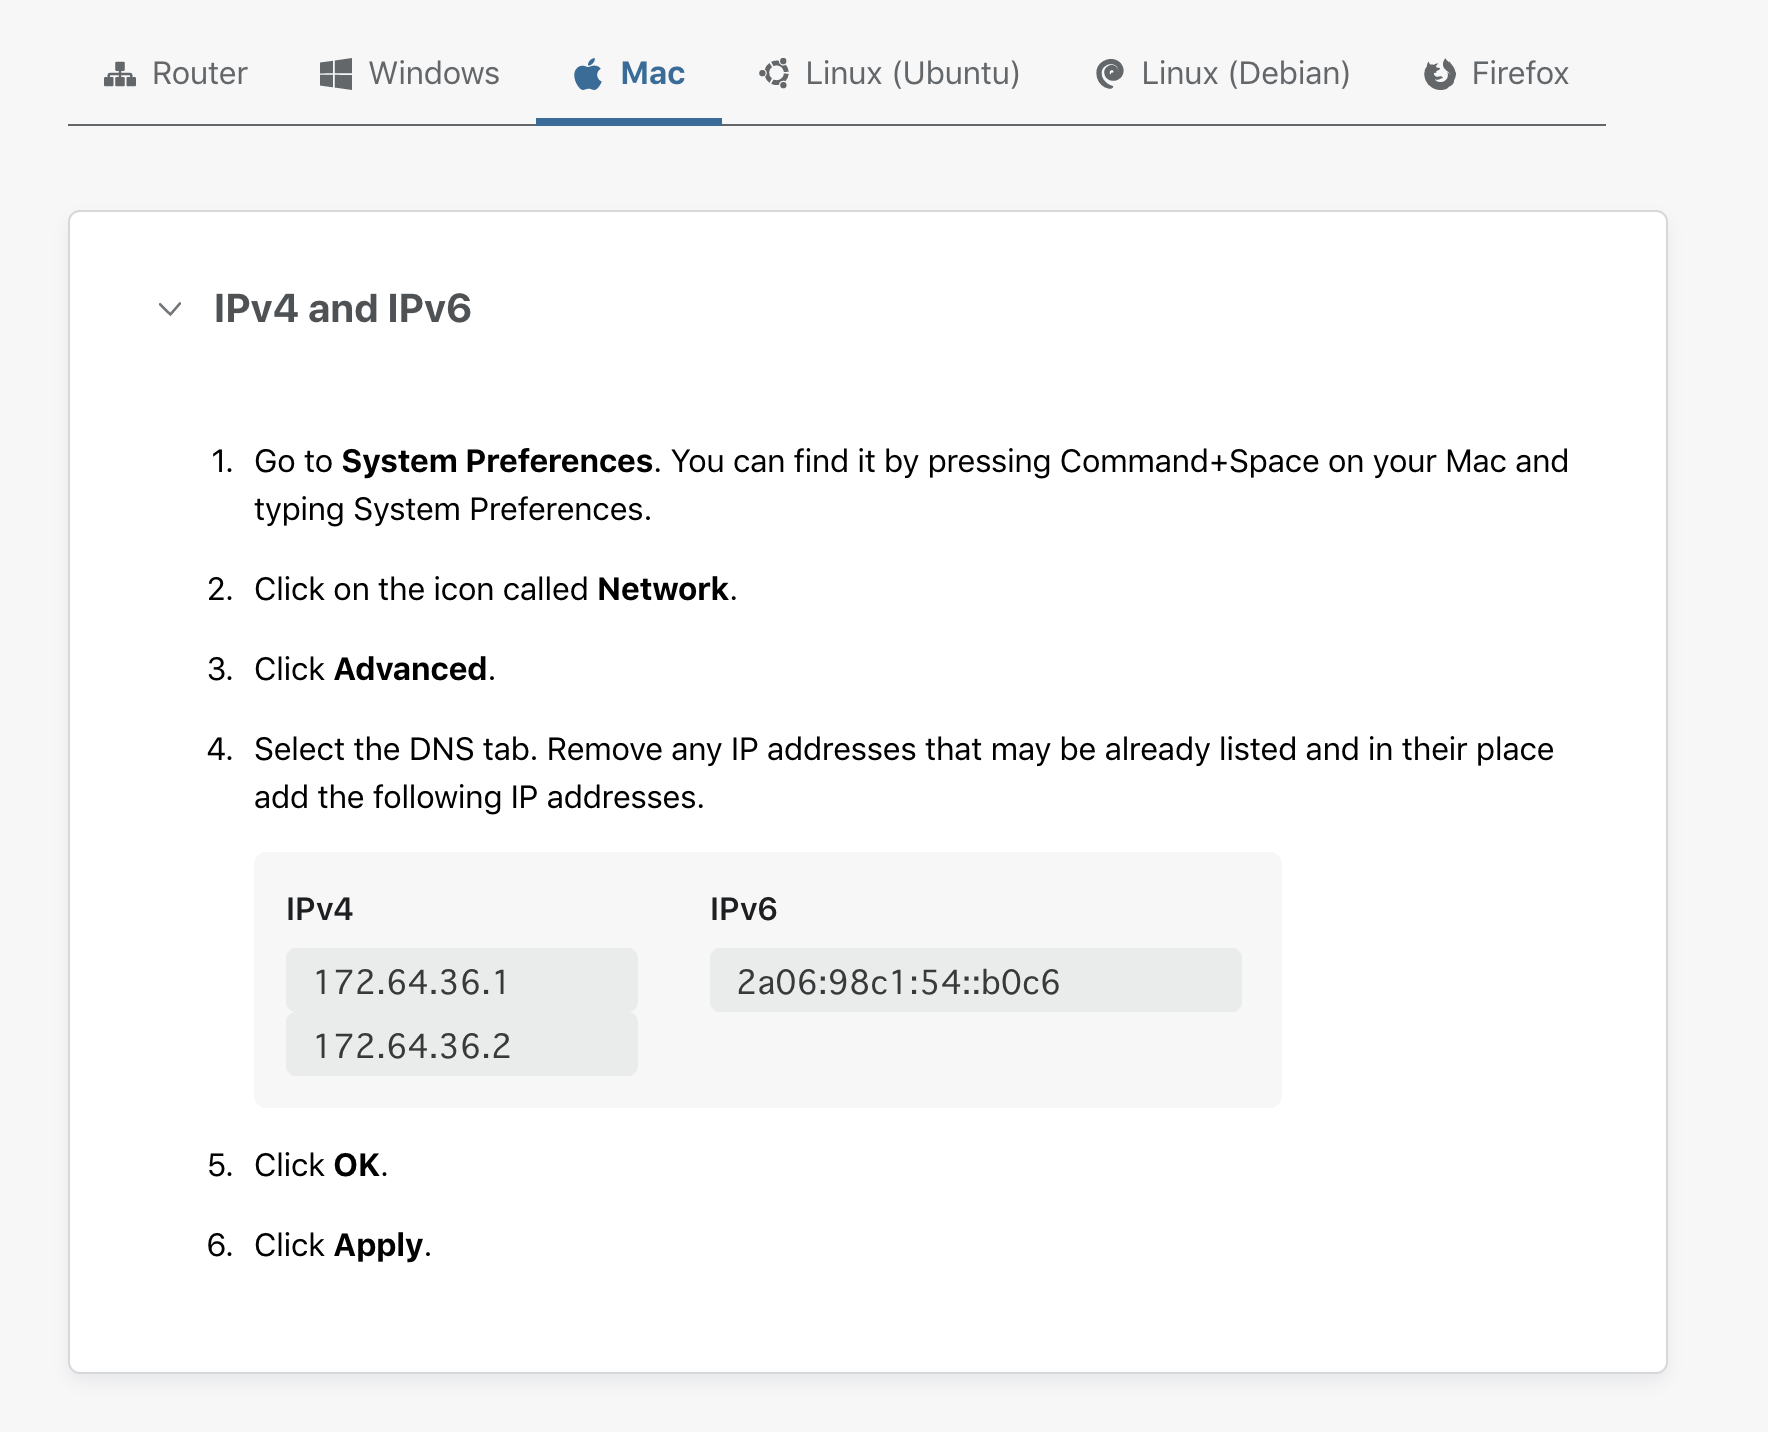 Router Windows Mac Linux (Ubuntu) Linux (Debian) Firefox
IPv4 and IPv6
1. Go to System Preferences. You can find it by pressing Command+Space on your Mac and
typing System Preferences.
2. Click on the icon called Network.
3. Click Advanced.
4. Select the DNS tab. Remove any IP addresses that may be already listed and in their place
add the following IP addresses.
IPv4 IPv6
172.64.36.1 2a06:98c1:54::b0c6
172.64.36.2
5. Click OK.
6. Click Apply.